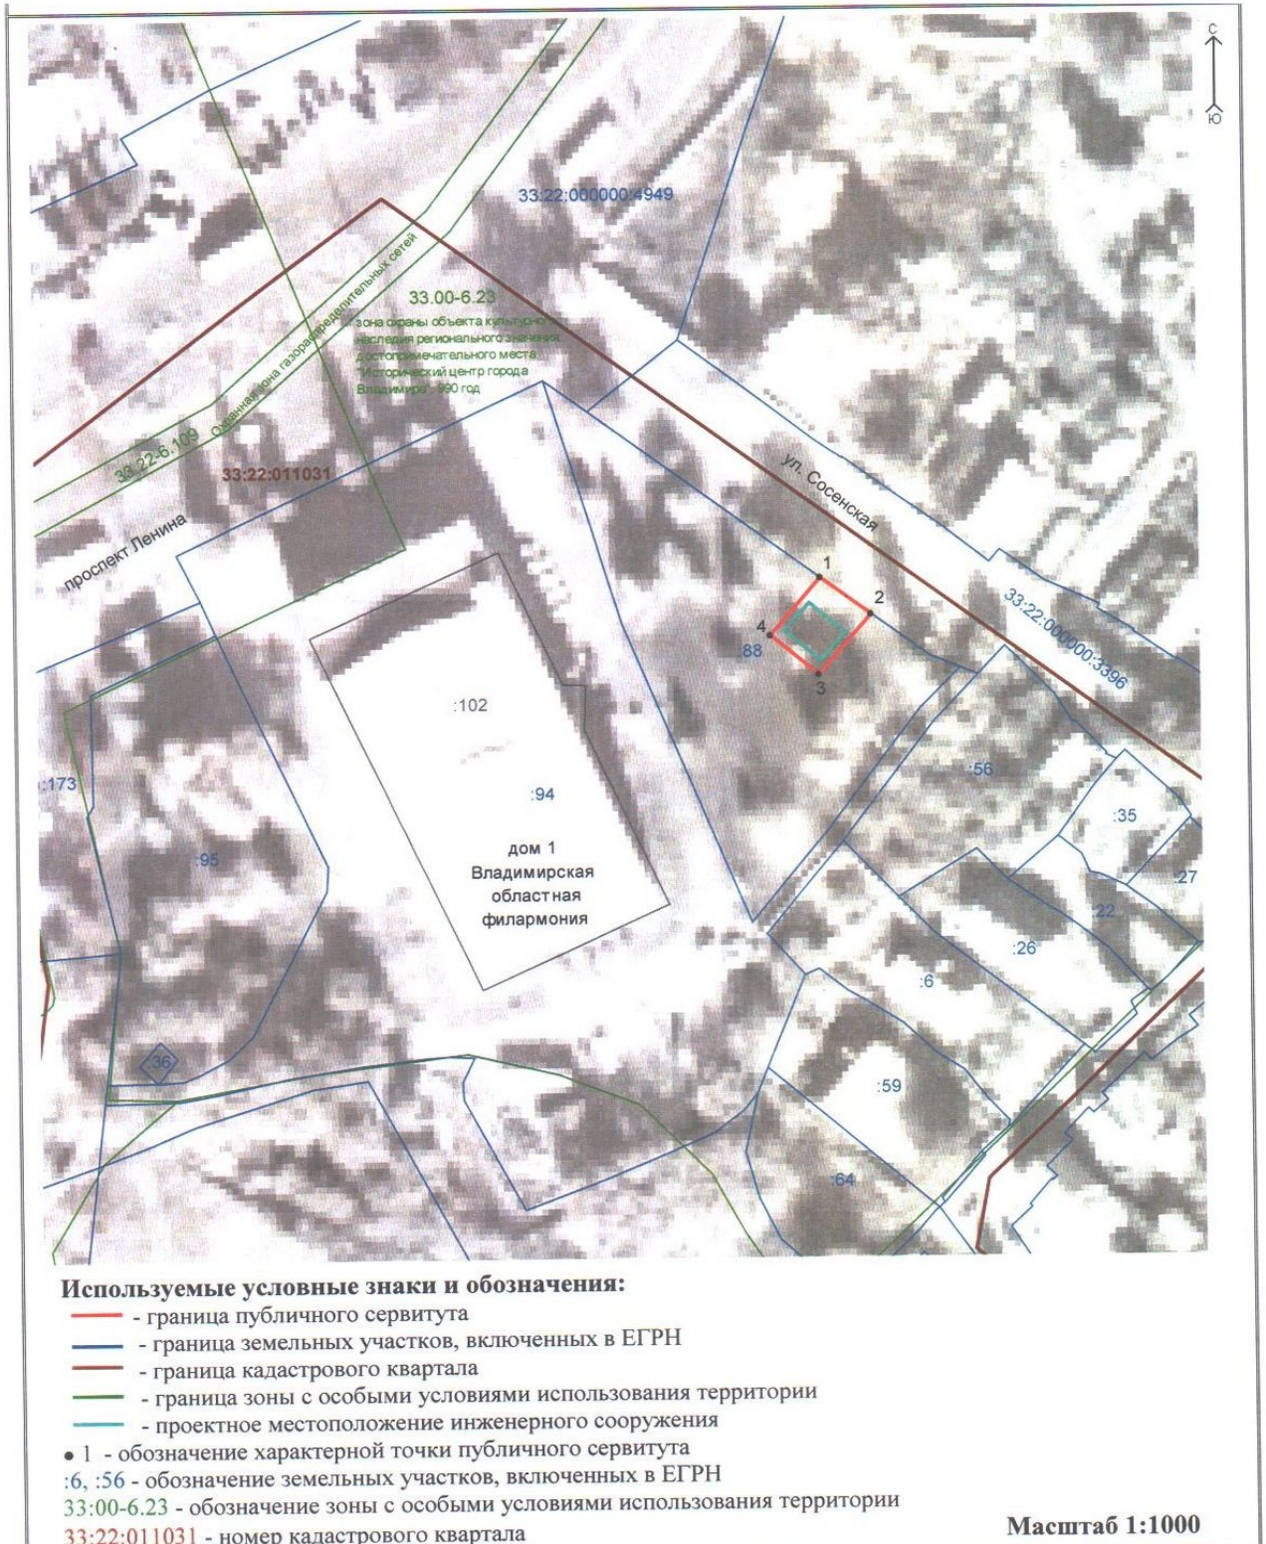 С
Ю
33:22:000000:4949
Охранная зона газораспределительных сетей
33.00-6.23
зона охраны объекта культурного
наследия регионального значения
достопримечательного места
"Исторический центр города
Владимира" 990 год
33.22-6.109
33:22:011031
проспект Ленина
ул. Сосенская
1
2
4
3
:88
33:22:000000:3396
:102
:173
:94
:56
:35
:95
:27
дом 1
Владимирская
областная
филармония
:22
:26
:6
:36
:59
:64
Используемые условные знаки и обозначения:
- граница публичного сервитута
- граница земельных участков, включенных в ЕГРН
- граница кадастрового квартала
- граница зоны с особыми условиями использования территории
- проектное местоположение инженерного сооружения
• 1 - обозначение характерной точки публичного сервитута
:6, :56 - обозначение земельных участков, включенных в ЕГРН
33:00-6.23 - обозначение зоны с особыми условиями использования территории
33:22:011031 - номер кадастрового квартала
Масштаб 1:1000